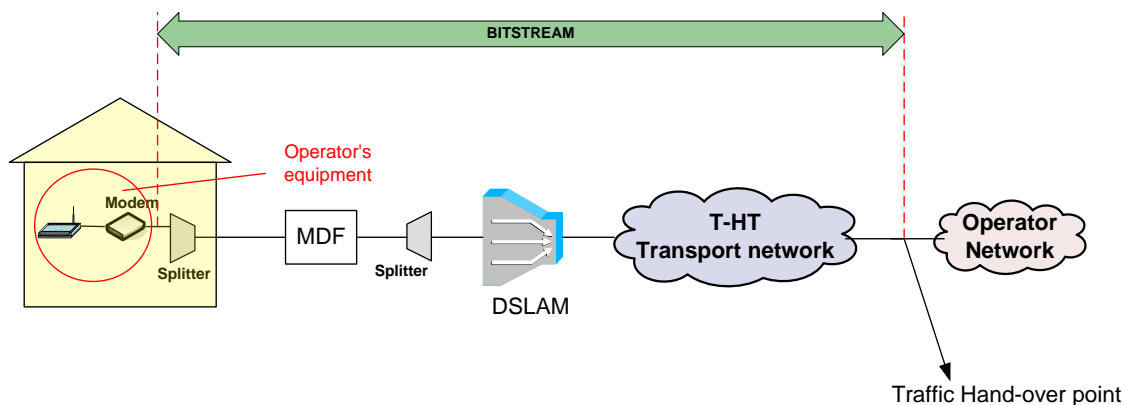 BITSTREAM
Operator's
equipment
Modem
Splitter
MDF
Splitter
DSLAM
T-HT
Transport network
Operator
Network
Traffic Hand-over point